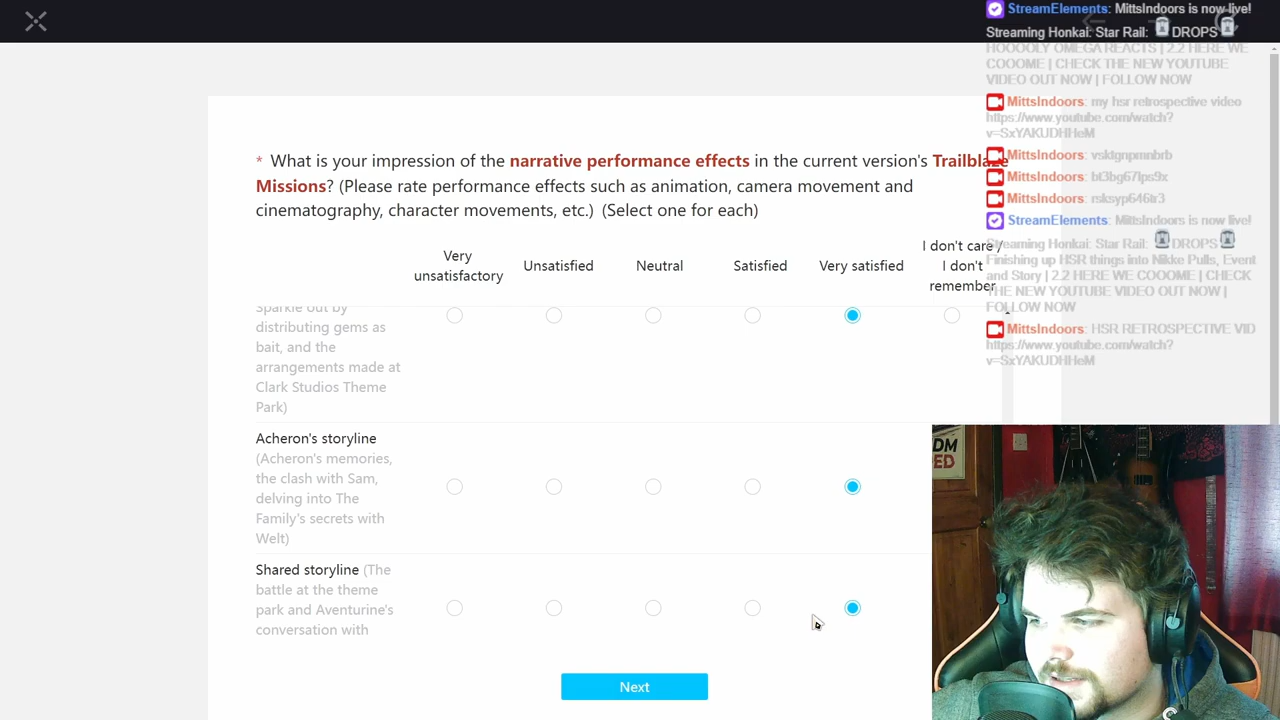 StreamElements: MittsIndoors is now live!
Streaming Honkai: Star Rail: DROPS
HOOOOLY OMEGA REACTS | 2.2 HERE WE
COOOME | CHECK THE NEW YOUTUBE
VIDEO OUT NOW | FOLLOW NOW
MittsIndoors: my hsr retrospective video
https://www.youtube.com/watch?
v=SxYAKUDHHeM
MittsIndoors: vsktgnpmnbrb
MittsIndoors: bt3bg67lps9x
MittsIndoors: rsksyp646tr3
StreamElements: MittsIndoors is now live!
Streaming Honkai: Star Rail: DROPS
Finishing up HSR things into Nikke Pulls, Event
and Story | 2.2 HERE WE COOOME | CHECK
THE NEW YOUTUBE VIDEO OUT NOW |
FOLLOW NOW
MittsIndoors: HSR RETROSPECTIVE VID
https://www.youtube.com/watch?
v=SxYAKUDHHeM
* What is your impression of the narrative performance effects in the current version's Trailblaze
Missions? (Please rate performance effects such as animation, camera movement and
cinematography, character movements, etc.) (Select one for each)
Very
unsatisfactory
Unsatisfied
Neutral
Satisfied
Very satisfied
I don't care /
I don't
remember
Sparkle out by
distributing gems as
bait, and the
arrangements made at
Clark Studios Theme
Park)
Acheron's storyline
(Acheron's memories,
the clash with Sam,
delving into The
Family's secrets with
Welt)
Shared storyline (The
battle at the theme
park and Aventurine's
conversation with
Next